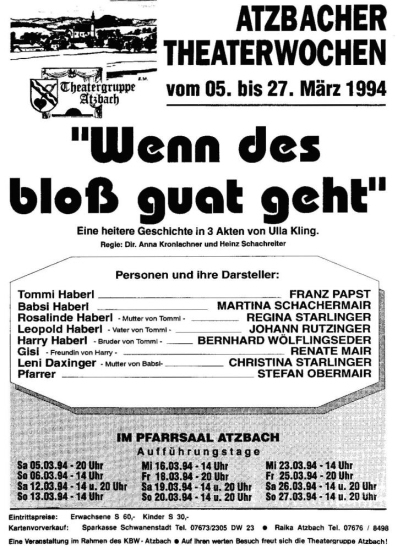 ATZBACHER
THEATERWOCHEN
vom 05. bis 27. März 1994
Theatergruppe
Atzbach
"Wenn des
bloß guat geht"
Eine heitere Geschichte in 3 Akten von Ulla Kling.
Regie: Dir. Anna Kronlachner und Heinz Schachreiter
Personen und ihre Darsteller:
Tommi Haberl FRANZ PAPST
Babsi Haberl MARTINA SCHACHERMAIR
Rosalinde Haberl - Mutter von Tommi - REGINA STARLINGER
Leopold Haberl - Vater von Tommi - JOHANN RUTZINGER
Harry Haberl - Bruder von Tommi - BERNHARD WÖLFLINGSEDER
Gisi - Freundin von Harry - RENATE MAIR
Leni Daxinger - Mutter von Babsi- CHRISTINA STARLINGER
Pfarrer STEFAN OBERMAIR
IM PFARRSAAL ATZBACH
Aufführungstage
Sa 05.03.94 - 20 Uhr Mi 16.03.94 - 14 Uhr Mi 23.03.94 - 14 Uhr
So 06.03.94 - 14 Uhr Fr 18.03.94 - 20 Uhr Fr 25.03.94 - 20 Uhr
Sa 12.03.94 - 14 u. 20 Uhr Sa 19.03.94 - 14 u. 20 Uhr Sa 26.03.94 - 14 u. 20 Uhr
So 13.03.94 - 14 Uhr So 20.03.94 - 14 u. 20 Uhr So 27.03.94 - 14 u. 20 Uhr
Eintrittspreise: Erwachsene S 60,- Kinder S 30,-
Kartenvorverkauf: Sparkasse Schwanenstadt Tel. 07673/2305 DW 23 ● Raika Atzbach Tel. 07676 / 8498
Eine Veranstaltung im Rahmen des KBW - Atzbach ● Auf Ihren werten Besuch freut sich die Theatergruppe Atzbach!